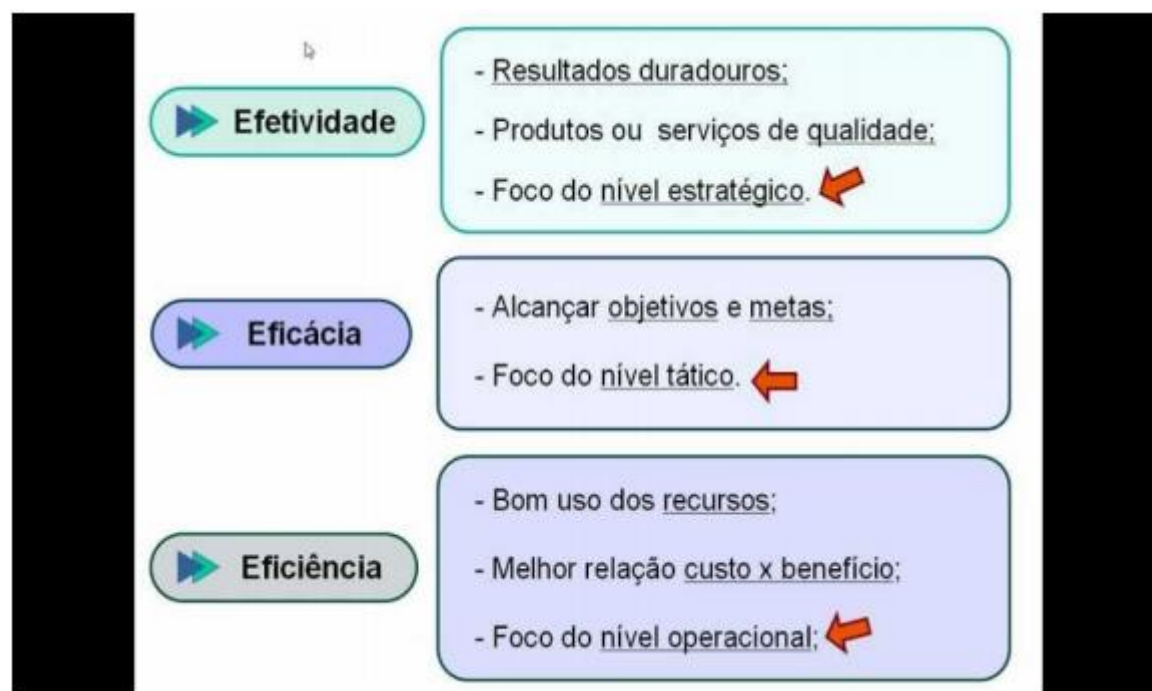 Efetividade
- Resultados duradouros;
- Produtos ou serviços de qualidade;
- Foco do nível estratégico.
Eficácia
- Alcançar objetivos e metas;
- Foco do nível tático.
Eficiência
- Bom uso dos recursos;
- Melhor relação custo x benefício;
- Foco do nível operacional;